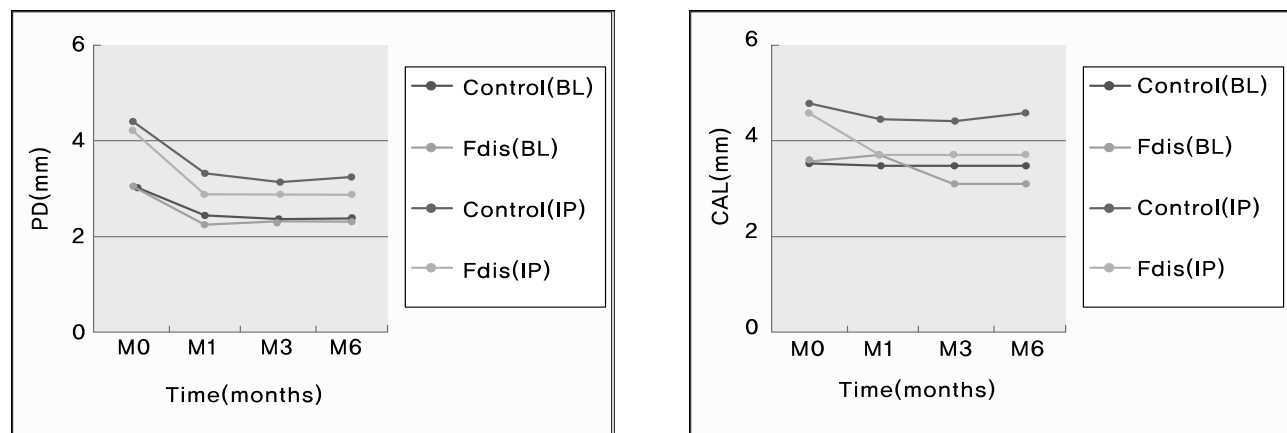 6
4
2
0
PD(mm)
M0 M1 M3 M6
Time(months)
Control(BL)
Fdis(BL)
Control(IP)
Fdis(IP)
6
4
2
0
CAL(mm)
M0 M1 M3 M6
Time(months)
Control(BL)
Fdis(BL)
Control(IP)
Fdis(IP)